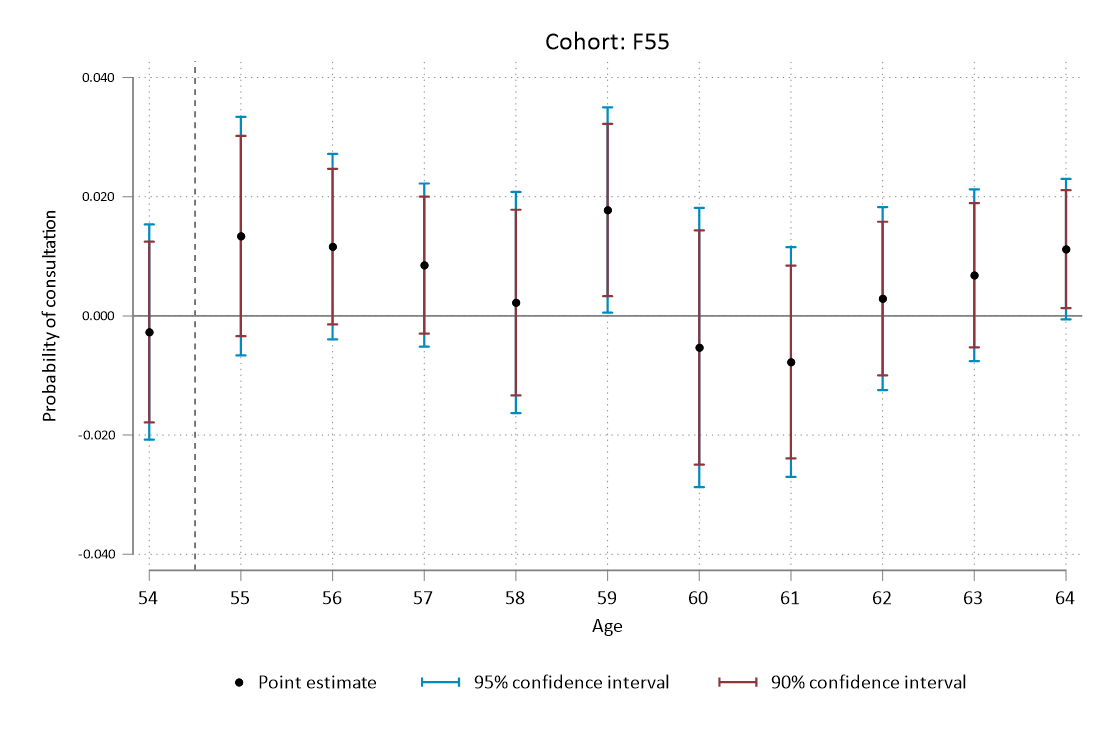 Cohort: F55
0.040
0.020
0.000
-0.020
-0.040
Probability of consultation
54 55 56 57 58 59 60 61 62 63 64
Age
Point estimate 95% confidence interval 90% confidence interval